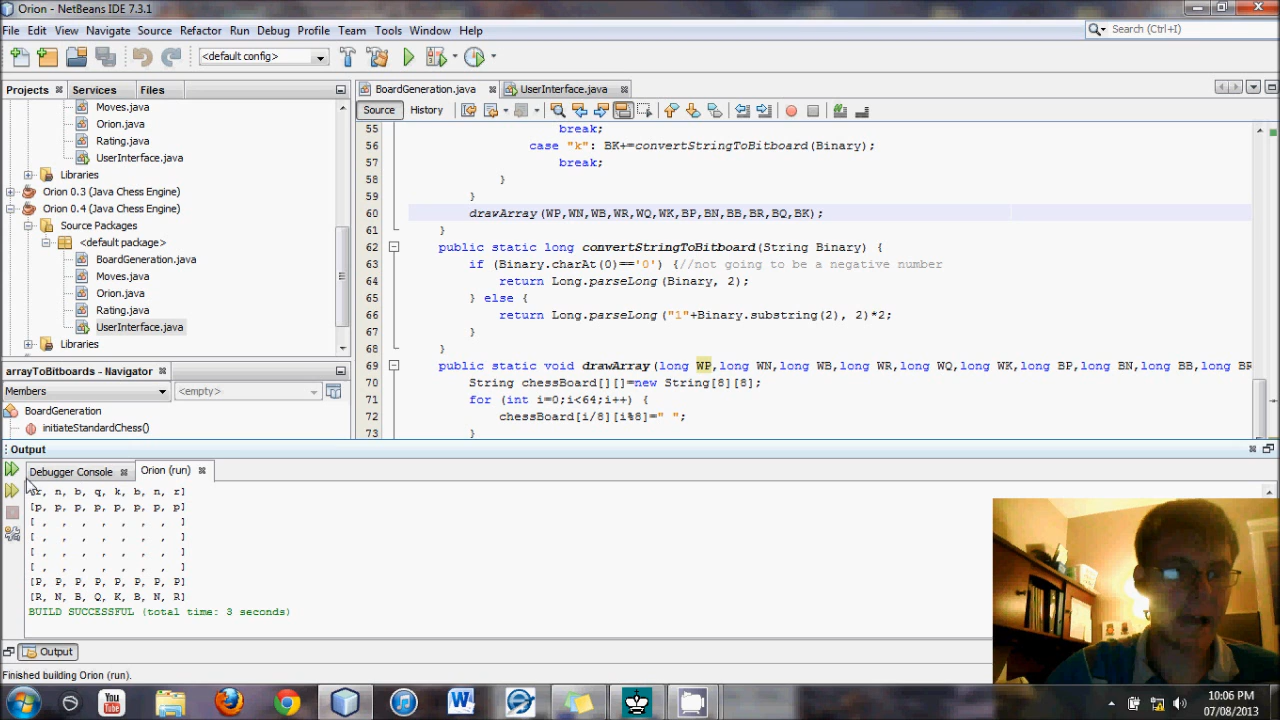 Orion - NetBeans IDE 7.3.1
File Edit View Navigate Source Refactor Run Debug Profile Team Tools Window Help
Search (Ctrl+I)
<default config>
Projects Services Files
BoardGeneration.java UserInterface.java
Source History
Moves.java
Orion.java
Rating.java
UserInterface.java
Libraries
Orion 0.3 (Java Chess Engine)
Orion 0.4 (Java Chess Engine)
Source Packages
<default package>
BoardGeneration.java
Moves.java
Orion.java
Rating.java
UserInterface.java
Libraries
arrayToBitboards - Navigator
Members <empty>
BoardGeneration
initiateStandardChess()
55 break;
56 case "k": BK+=convertStringToBitboard(Binary);
57 break;
58 }
59 }
60 drawArray(WP,WN,WB,WR,WQ,WK,BP,BN,BB,BR,BQ,BK);
61 }
62 public static long convertStringToBitboard(String Binary) {
63 if (Binary.charAt(0)=='0') {//not going to be a negative number
64 return Long.parseLong(Binary, 2);
65 } else {
66 return Long.parseLong("1"+Binary.substring(2), 2)*2;
67 }
68 }
69 public static void drawArray(long WP,long WN,long WB,long WR,long WQ,long WK,long BP,long BN,long BB,long BR
70 String chessBoard[][]=new String[8][8];
71 for (int i=0;i<64;i++) {
72 chessBoard[i/8][i%8]=" ";
73 }
Output
Debugger Console Orion (run)
r, n, b, q, k, b, n, r]
[p, p, p, p, p, p, p, p]
[ , , , , , , , ]
[ , , , , , , , ]
[ , , , , , , , ]
[ , , , , , , , ]
[P, P, P, P, P, P, P, P]
[R, N, B, Q, K, B, N, R]
BUILD SUCCESSFUL (total time: 3 seconds)
Output
Finished building Orion (run).
You
Tube
W
10:06 PM
07/08/2013